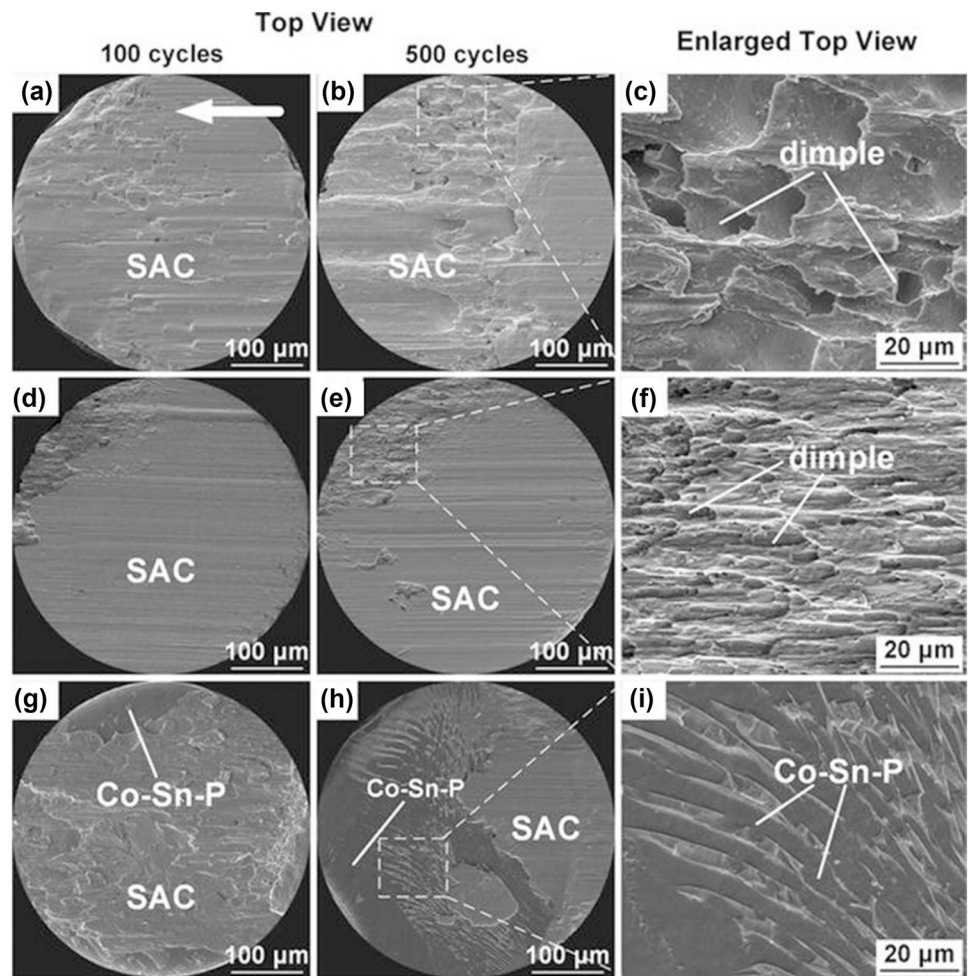 Top View
100 cycles
500 cycles
Enlarged Top View
(a)
SAC
100 µm
(b)
SAC
100 µm
(c)
dimple
20 µm
(d)
SAC
100 µm
(e)
SAC
100 µm
(f)
dimple
20 µm
(g)
Co-Sn-P
SAC
100 µm
(h)
Co-Sn-P
SAC
100 µm
(i)
Co-Sn-P
20 µm